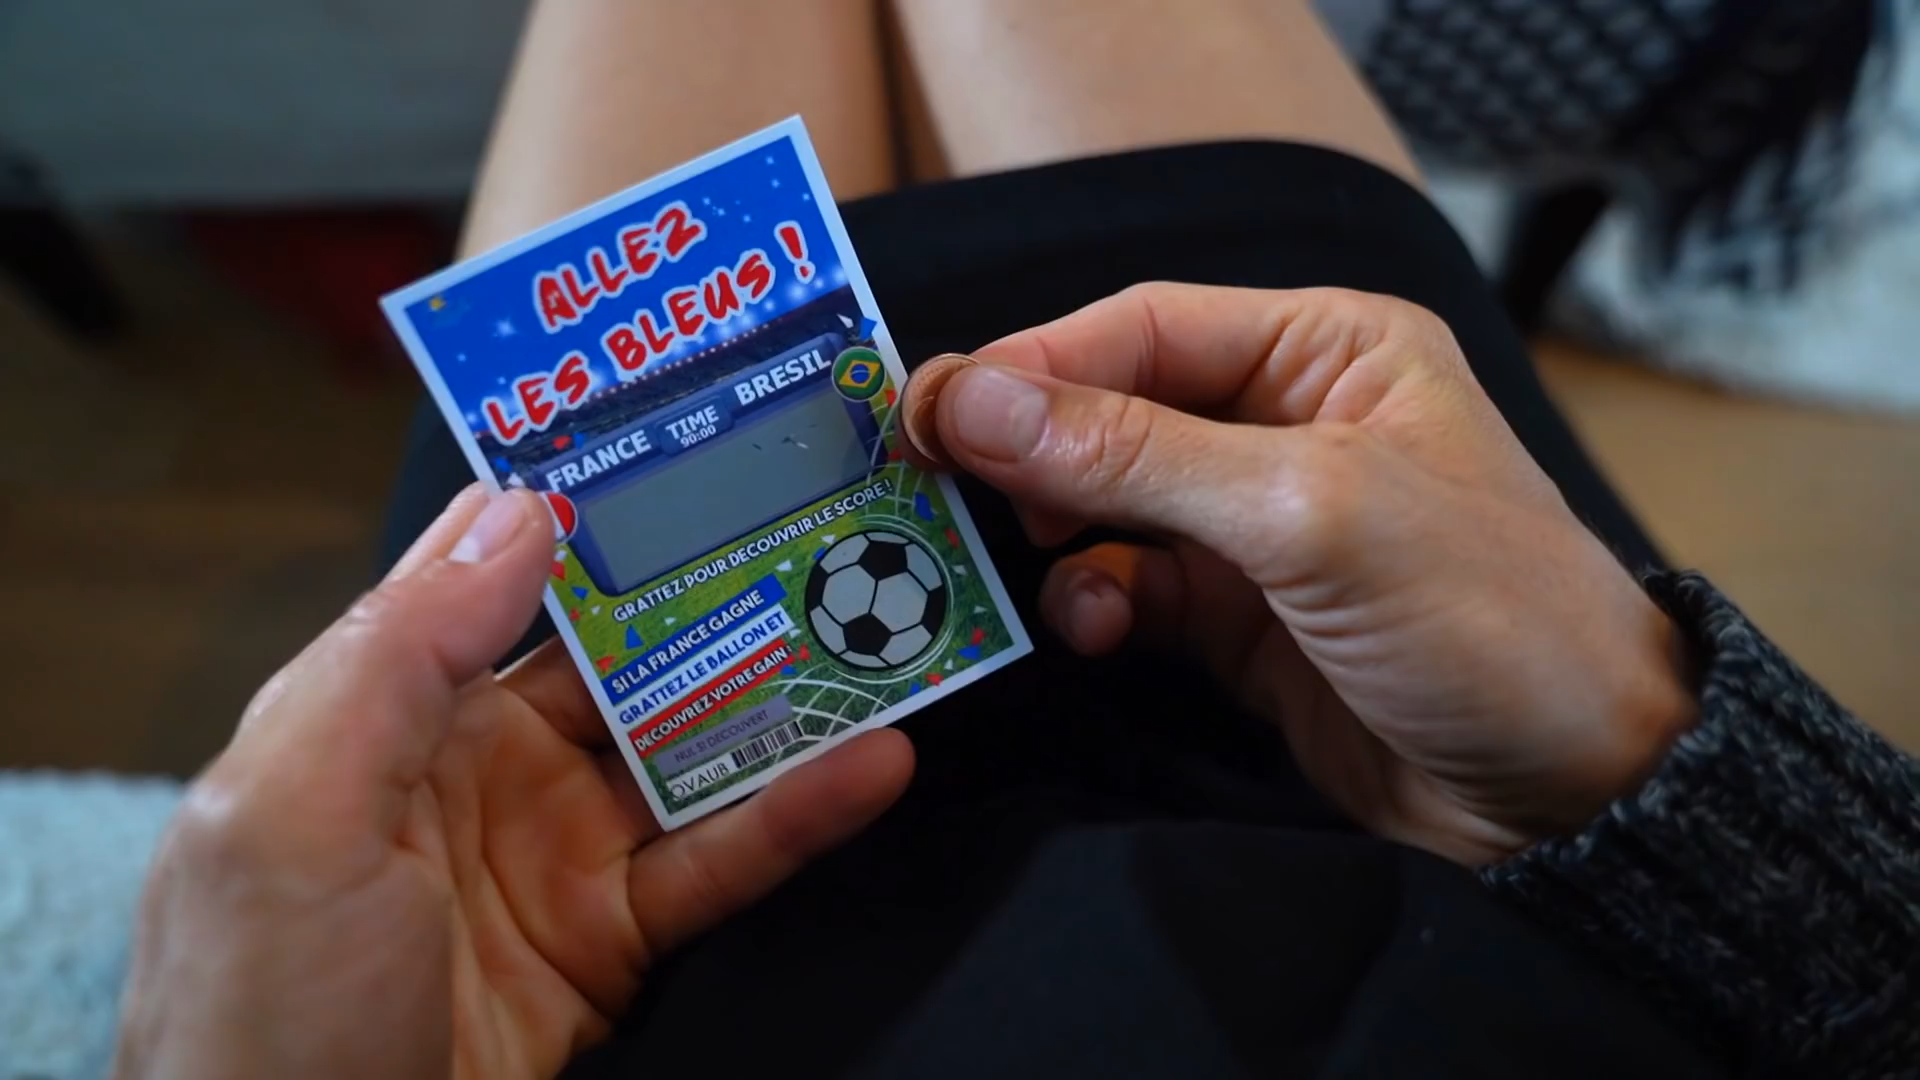 ALLEZ
LES BLEUS !
FRANCE TIME BRESIL
90:00
GRATTEZ POUR DECOUVRIR LE SCORE !
SI LA FRANCE GAGNE
GRATTEZ LE BALLON ET
DECOUVREZ VOTRE GAIN !
NUL SI DECOUVERT
OVAUB